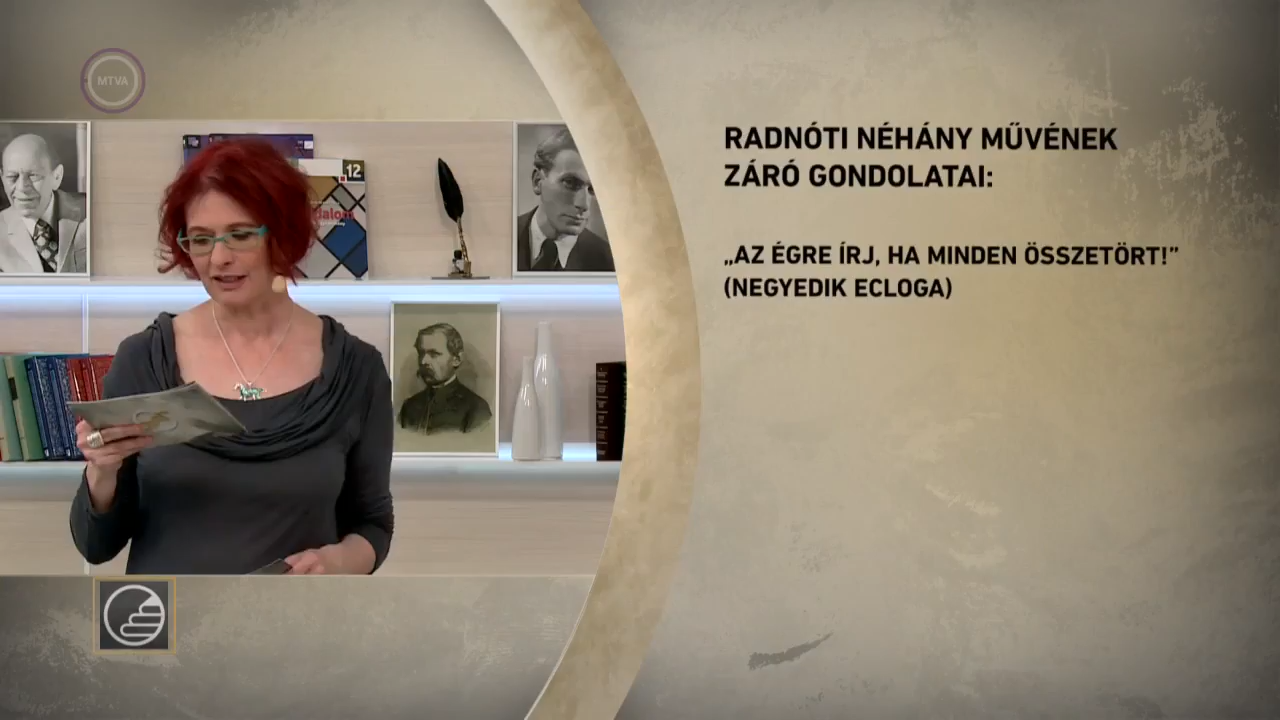 MTVA
12
RADNÓTI NÉHÁNY MŰVÉNEK
ZÁRÓ GONDOLATAI:
„AZ ÉGRE ÍRJ, HA MINDEN ÖSSZETÖRT!”
(NEGYEDIK ECLOGA)